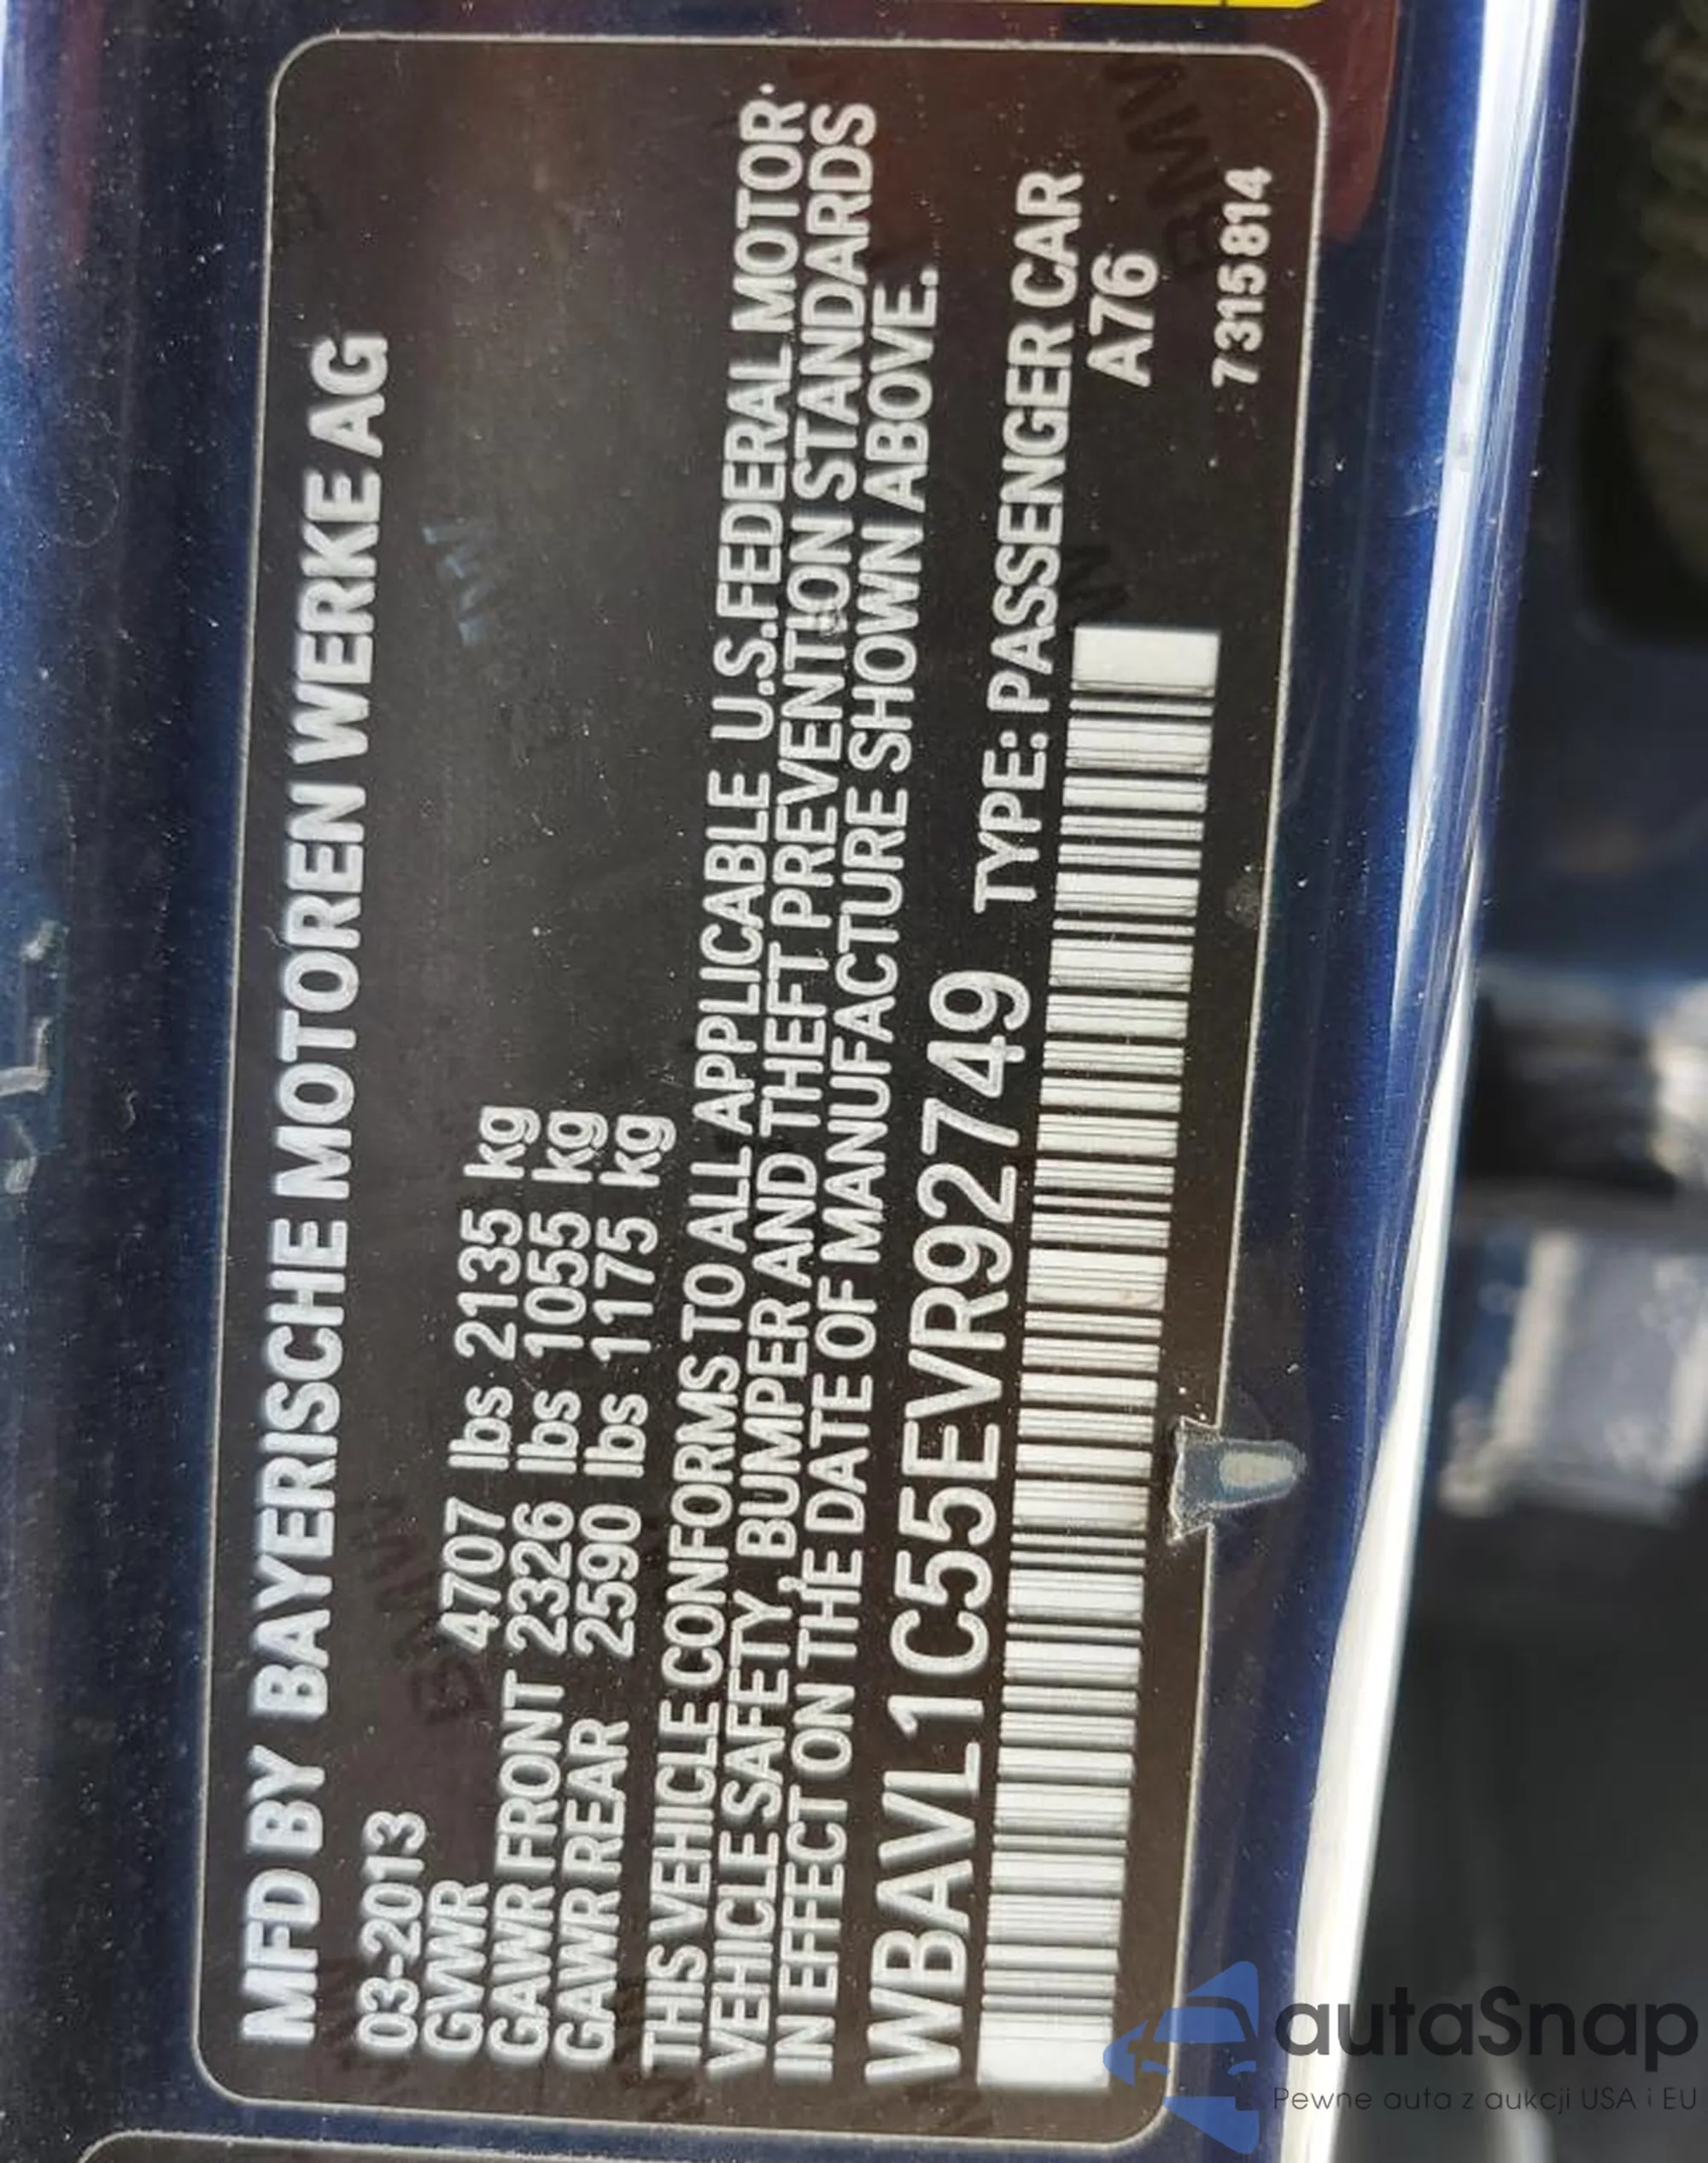 MFD BY BAYERISCHE MOTOREN WERKE AG
03-2013
GVWR 4707 lbs 2135 kg
GAWR FRONT 2326 lbs 1055 kg
GAWR REAR 2590 lbs 1175 kg
THIS VEHICLE CONFORMS TO ALL APPLICABLE U.S.FEDERAL MOTOR
VEHICLE SAFETY, BUMPER AND THEFT PREVENTION STANDARDS
IN EFFECT ON THE DATE OF MANUFACTURE SHOWN ABOVE.
WBAVL1C55EVR92749 TYPE: PASSENGER CAR
A76
7 315 814
autaSnap
Pewne auta z aukcji USA i EU